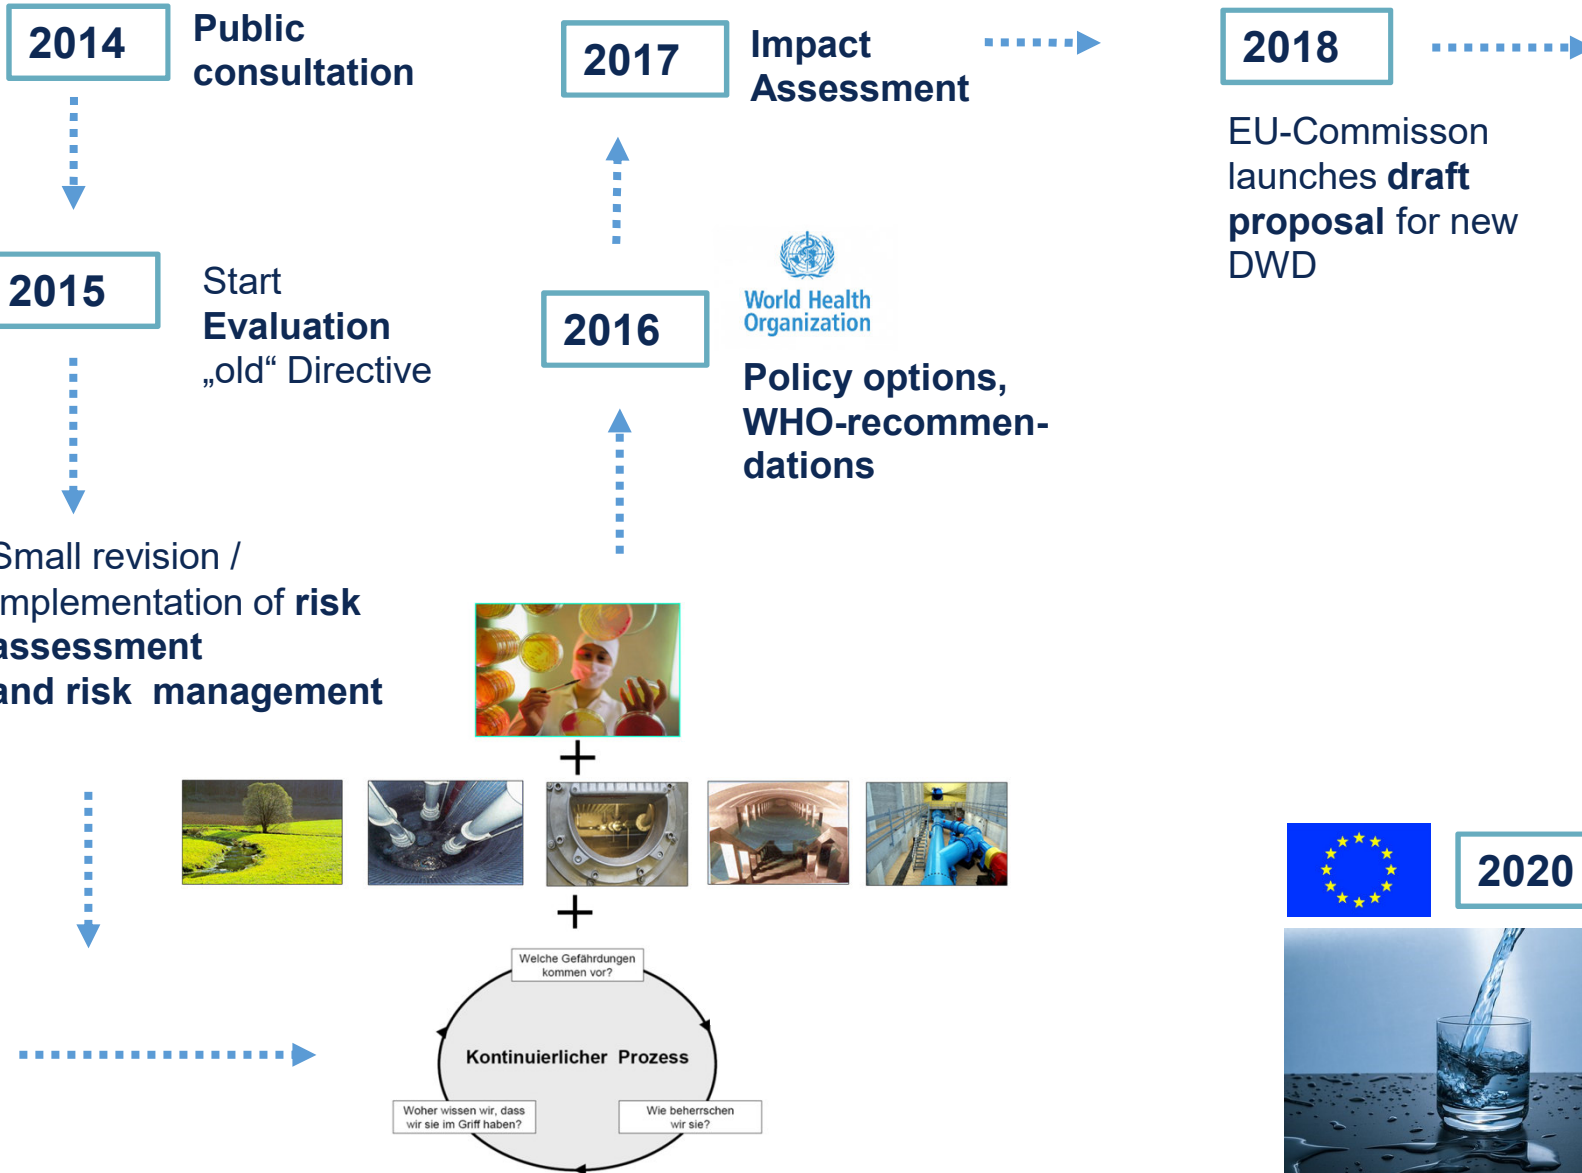 2014
Public
consultation
2015
Start
Evaluation
„old“ Directive
Small revision /
implementation of risk
assessment
and risk management
Welche Gefährdungen
kommen vor?
Kontinuierlicher Prozess
Wie beherrschen
wir sie?
Woher wissen wir, dass
wir sie im Griff haben?
2016
World Health
Organization
Policy options,
WHO-recommen-
dations
2017
Impact
Assessment
2018
EU-Commisson
launches draft
proposal for new
DWD
2020